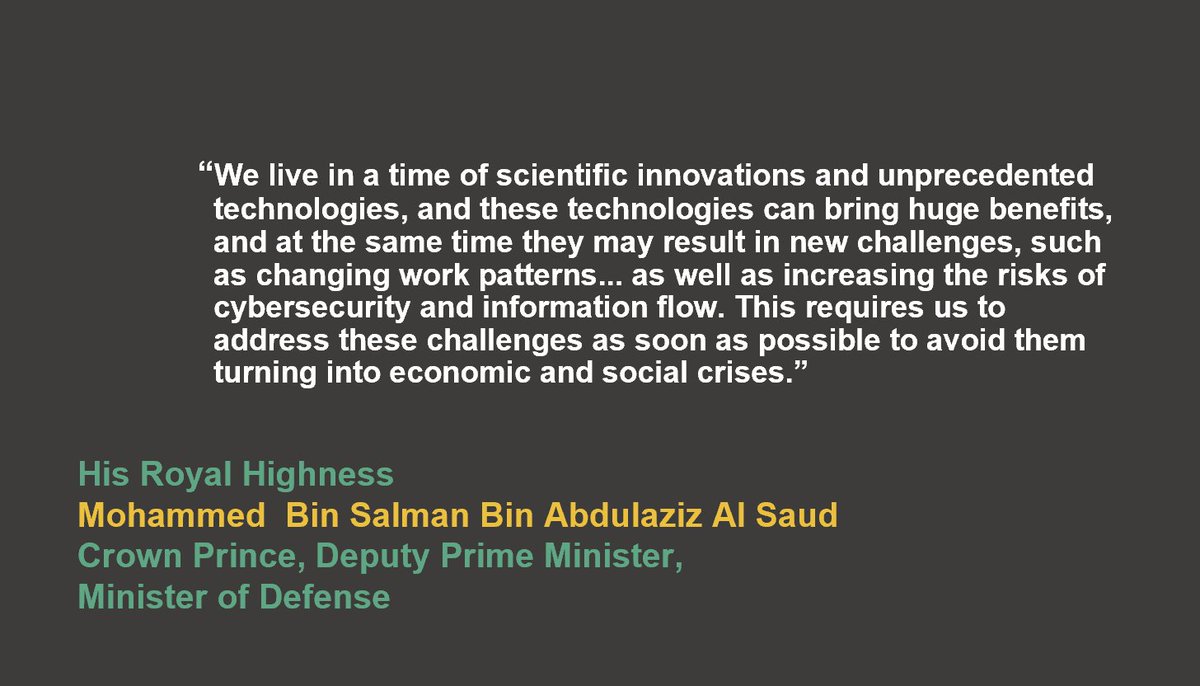 “We live in a time of scientific innovations and unprecedented
technologies, and these technologies can bring huge benefits,
and at the same time they may result in new challenges, such
as changing work patterns... as well as increasing the risks of
cybersecurity and information flow. This requires us to
address these challenges as soon as possible to avoid them
turning into economic and social crises.”
His Royal Highness
Mohammed  Bin Salman Bin Abdulaziz Al Saud
Crown Prince, Deputy Prime Minister,
Minister of Defense